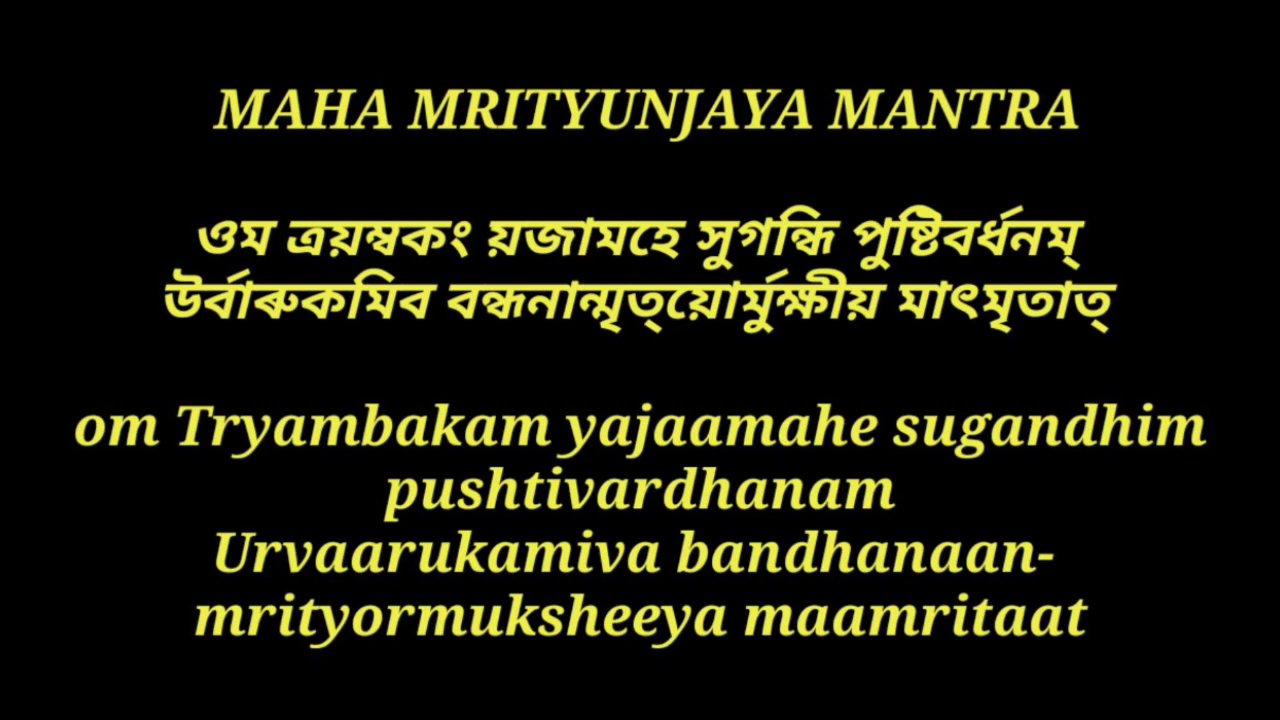 MAHA MRITYUNJAYA MANTRA
ওম ত্রয়ম্বকং য়জামহে সুগন্ধি পুষ্টিবর্ধনম্
উর্বাৰুকমিব বন্ধনান্মৃত্য়োর্মুক্ষীয় মাৎমৃতাত্
om Tryambakam yajaamahe sugandhim
pushtivardhanam
Urvaarukamiva bandhanaan-
mrityormuksheeya maamritaat